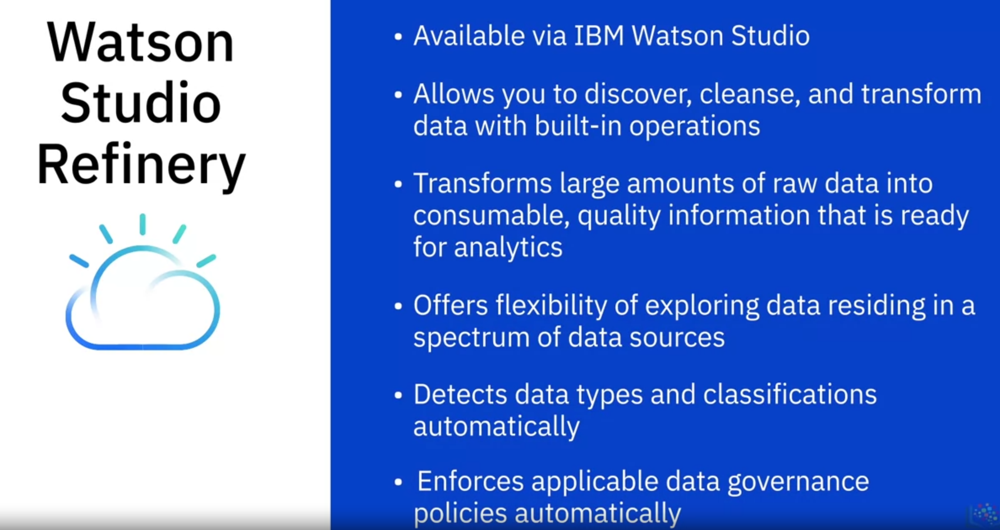 Watson
Studio
Refinery
• Available via IBM Watson Studio
• Allows you to discover, cleanse, and transform
data with built-in operations
• Transforms large amounts of raw data into
consumable, quality information that is ready
for analytics
• Offers flexibility of exploring data residing in a
spectrum of data sources
• Detects data types and classifications
automatically
• Enforces applicable data governance
policies automatically